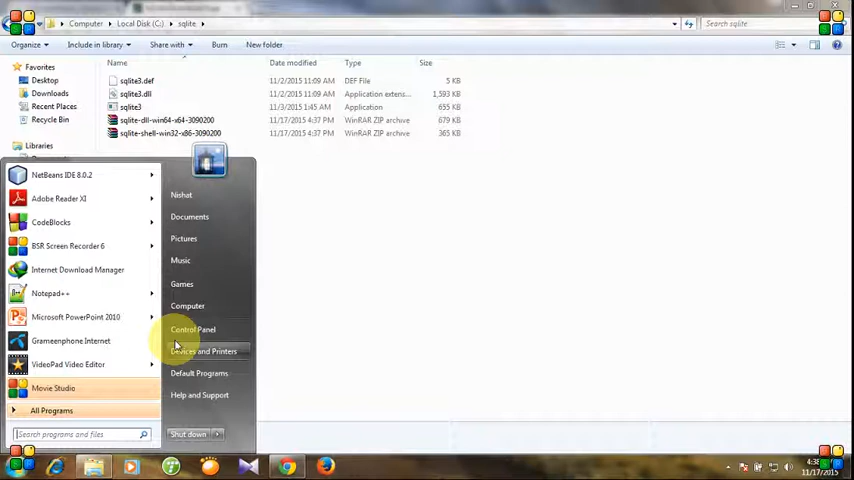 Computer ▸ Local Disk (C:) ▸ sqlite ▸
Search sqlite
Organize Include in library Share with Burn New folder
Name Date modified Type Size
Favorites
Desktop
Downloads
Recent Places
Recycle Bin
Libraries
sqlite3.def 11/2/2015 11:09 AM DEF File 5 KB
sqlite3.dll 11/2/2015 11:09 AM Application exten... 1,593 KB
sqlite3 11/3/2015 1:45 AM Application 655 KB
sqlite-dll-win64-x64-3090200 11/17/2015 4:37 PM WinRAR ZIP archive 679 KB
sqlite-shell-win32-x86-3090200 11/17/2015 4:37 PM WinRAR ZIP archive 365 KB
NetBeans IDE 8.0.2
Adobe Reader XI
CodeBlocks
BSR Screen Recorder 6
Internet Download Manager
Notepad++
Microsoft PowerPoint 2010
Grameenphone Internet
VideoPad Video Editor
Movie Studio
All Programs
Search programs and files
Nishat
Documents
Pictures
Music
Games
Computer
Control Panel
Devices and Printers
Default Programs
Help and Support
Shut down
11/17/2015